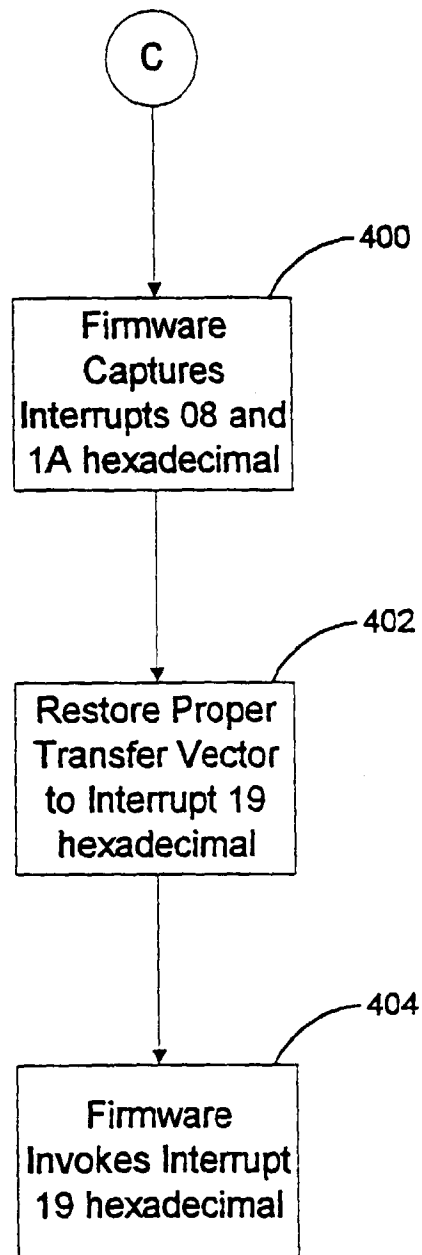 C
400
Firmware
Captures
Interrupts 08 and
1A hexadecimal
402
Restore Proper
Transfer Vector
to Interrupt 19
hexadecimal
404
Firmware
Invokes Interrupt
19 hexadecimal